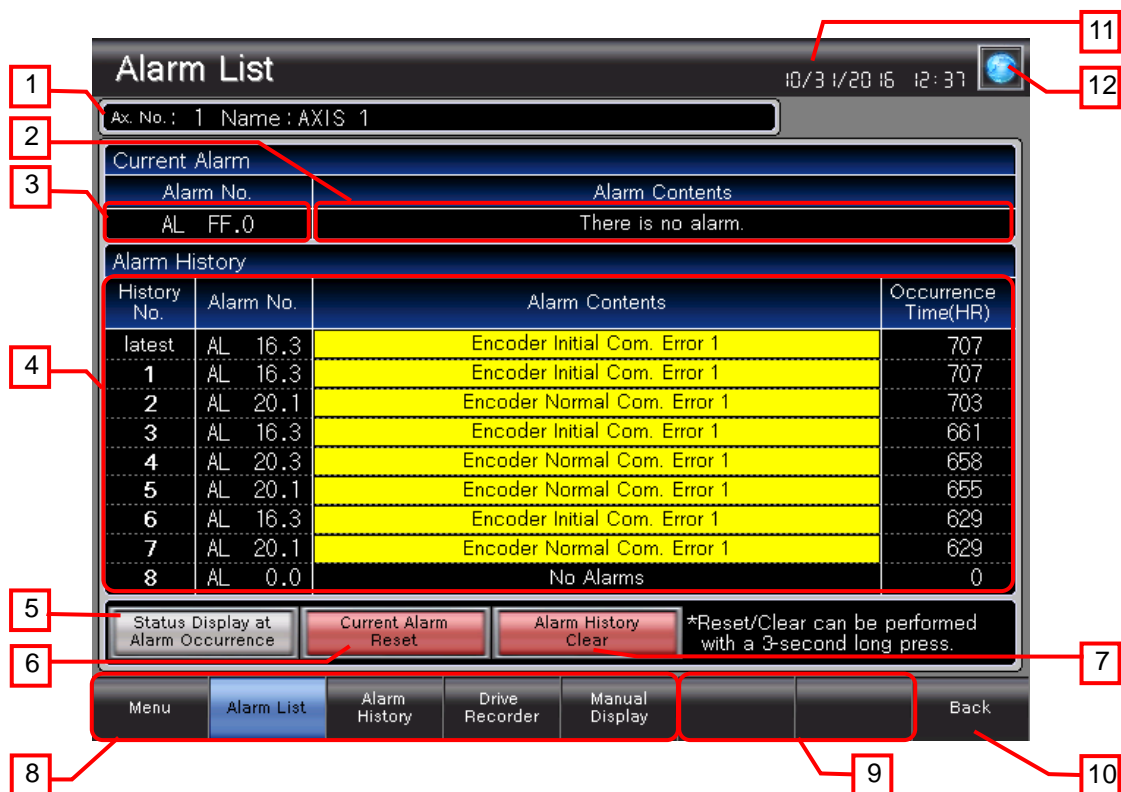 11
Alarm List
10/31/2016 12:37
12
1
Ax. No.: 1 Name:AXIS 1
2
Current Alarm
3
Alarm No. Alarm Contents
AL FF.0 There is no alarm.
Alarm History
History No. Alarm No. Alarm Contents Occurrence Time(HR)
latest AL 16.3 Encoder Initial Com. Error 1 707
4
1 AL 16.3 Encoder Initial Com. Error 1 707
2 AL 20.1 Encoder Normal Com. Error 1 703
3 AL 16.3 Encoder Initial Com. Error 1 661
4 AL 20.3 Encoder Normal Com. Error 1 658
5 AL 20.1 Encoder Normal Com. Error 1 655
6 AL 16.3 Encoder Initial Com. Error 1 629
7 AL 20.1 Encoder Normal Com. Error 1 629
8 AL 0.0 No Alarms 0
5
Status Display at
Alarm Occurrence
Current Alarm
Reset
Alarm History
Clear
*Reset/Clear can be performed
with a 3-second long press.
6
7
Menu
Alarm List
Alarm
History
Drive
Recorder
Manual
Display
Back
8
9
10